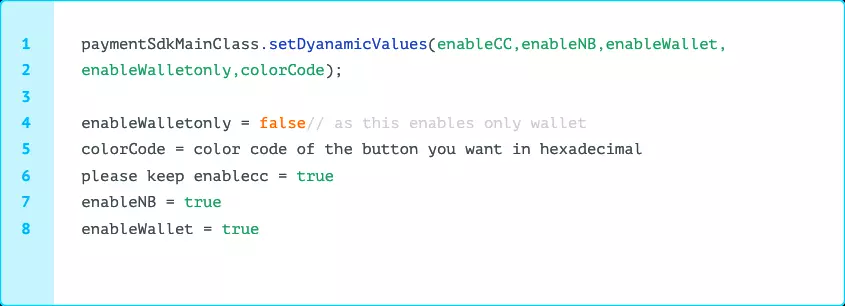 1 paymentSdkMainClass.setDyanamicValues(enableCC,enableNB,enableWallet,
2 enableWalletonly,colorCode);
3
4 enableWalletonly = false// as this enables only wallet
5 colorCode = color code of the button you want in hexadecimal
6 please keep enablecc = true
7 enableNB = true
8 enableWallet = true